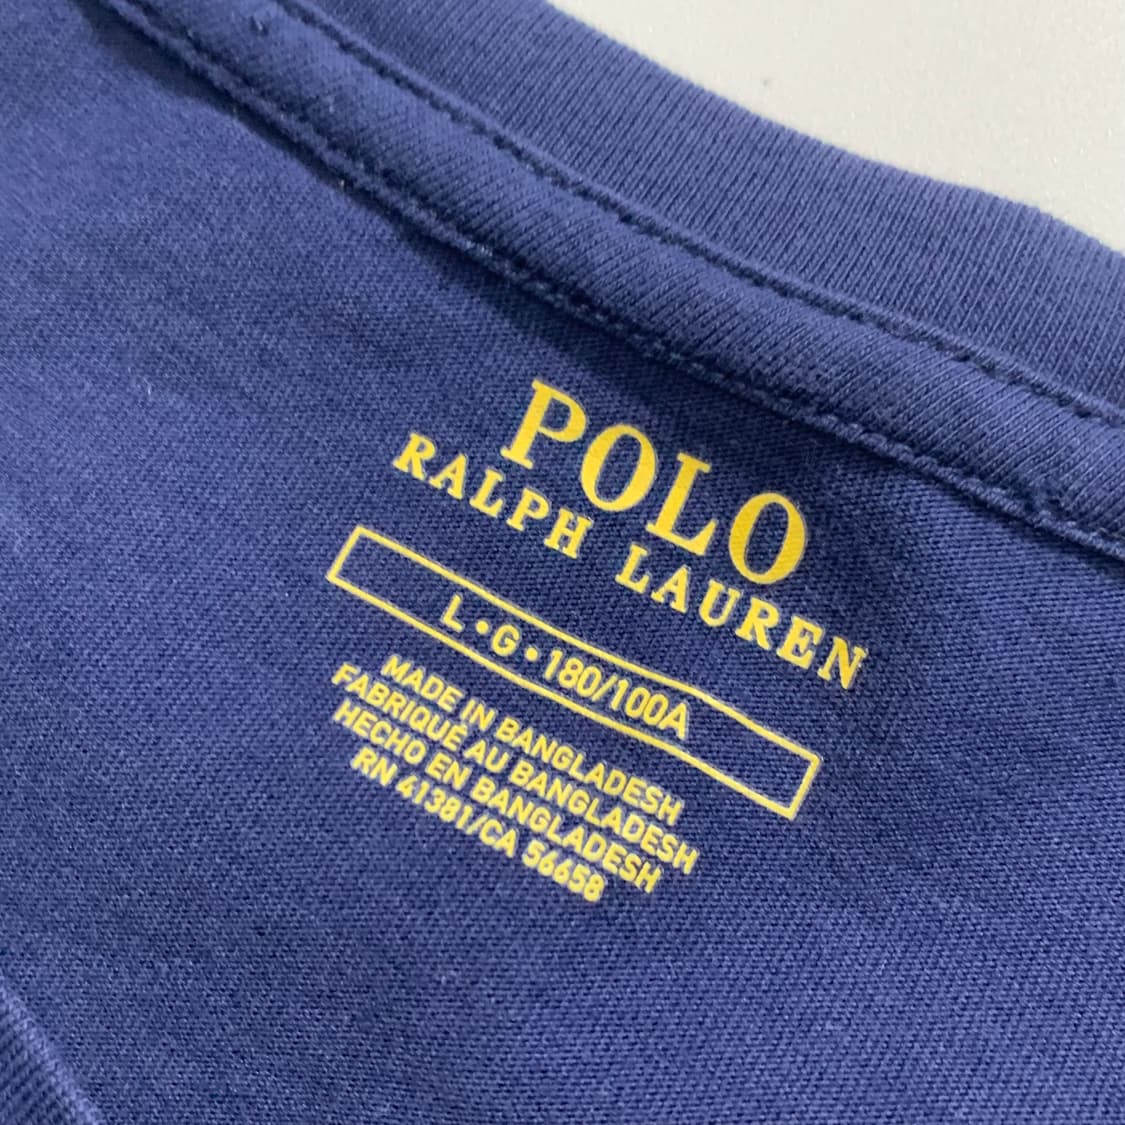 POLO
RALPH LAUREN
L•G•180/100A
MADE IN BANGLADESH
FABRIQUÉ AU BANGLADESH
HECHO EN BANGLADESH
RN 41381/CA 56658